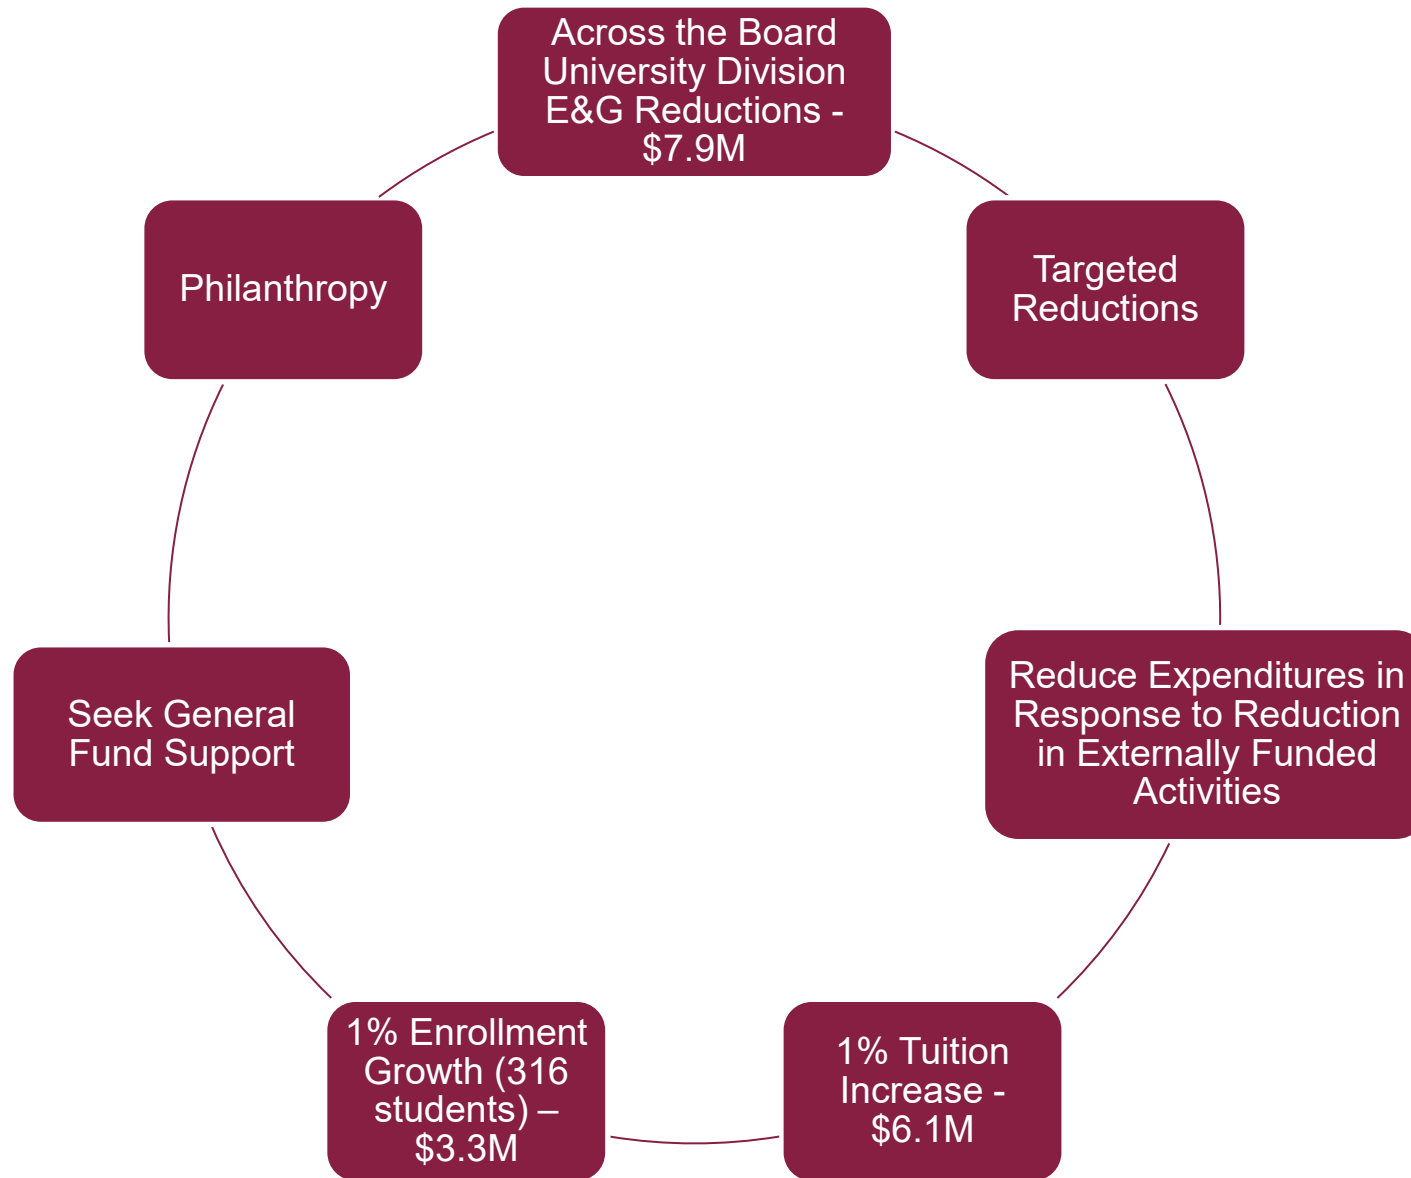 Across the Board
University Division
E&G Reductions -
$7.9M
Targeted
Reductions
Reduce Expenditures in
Response to Reduction
in Externally Funded
Activities
1% Tuition
Increase -
$6.1M
1% Enrollment
Growth (316
students) –
$3.3M
Seek General
Fund Support
Philanthropy